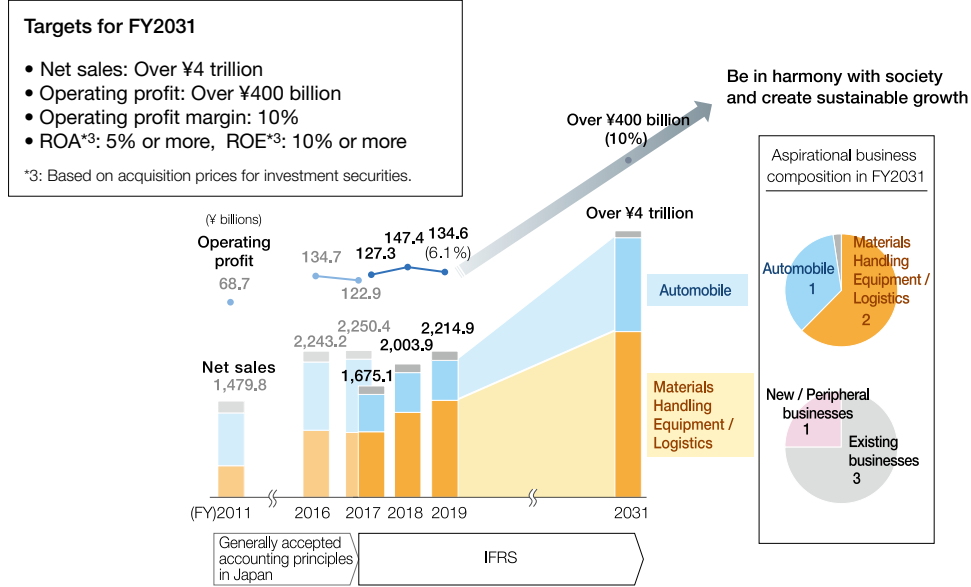 Targets for FY2031
• Net sales: Over ¥4 trillion
• Operating profit: Over ¥400 billion
• Operating profit margin: 10%
• ROA*3: 5% or more, ROE*3: 10% or more
*3: Based on acquisition prices for investment securities.
Be in harmony with society
and create sustainable growth
Over ¥400 billion
(10%)
(¥ billions)
Operating
profit
68.7
134.7
122.9
127.3
147.4
134.6
(6.1%)
Over ¥4 trillion
Net sales
1,479.8
2,243.2
2,250.4
1,675.1
2,003.9
2,214.9
Automobile
Materials
Handling
Equipment /
Logistics
(FY)2011
2016
2017
2018
2019
2031
Generally accepted
accounting principles
in Japan
IFRS
Aspirational business
composition in FY2031
Automobile
1
Materials
Handling
Equipment /
Logistics
2
New / Peripheral
businesses
1
Existing
businesses
3